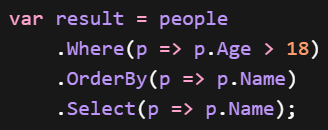 var result = people
    .Where(p => p.Age > 18)
    .OrderBy(p => p.Name)
    .Select(p => p.Name);